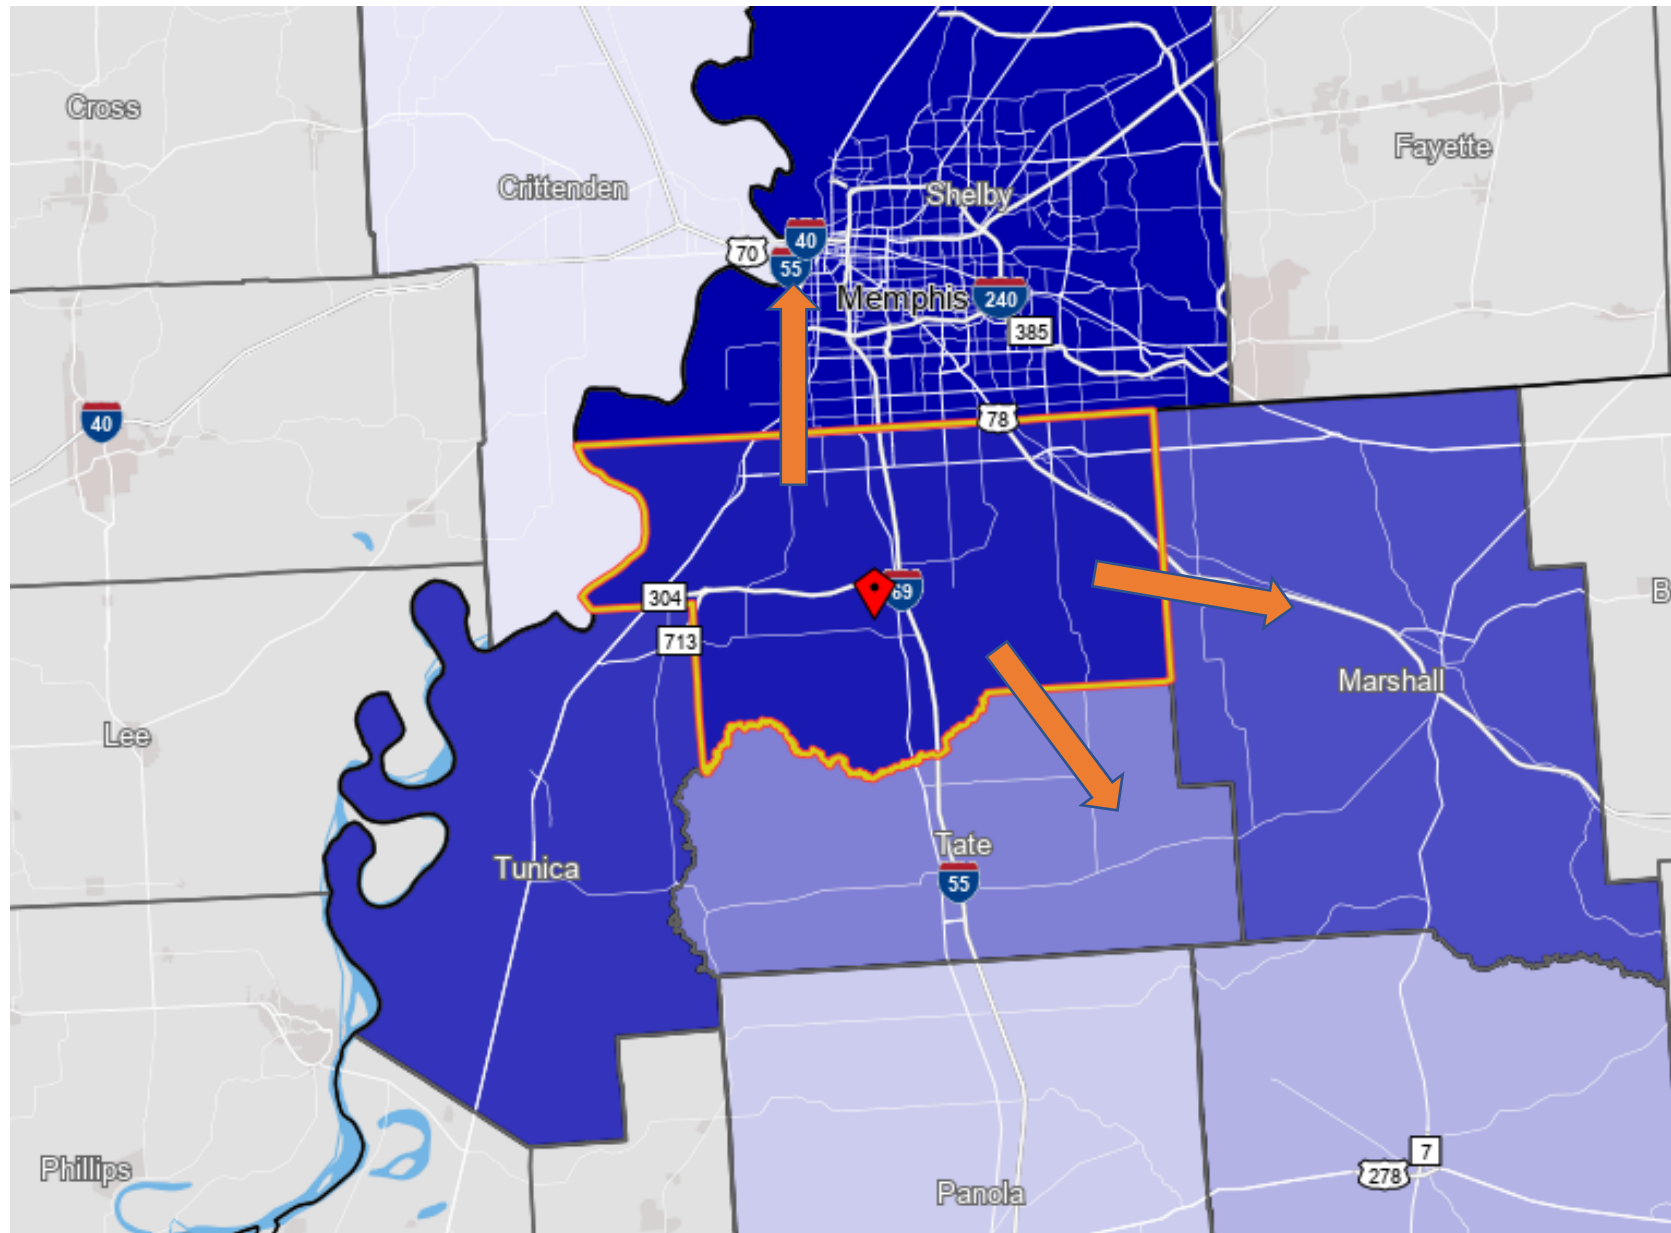 Cross
Fayette
Crittenden
Shelby
40
70
55
Memphis
240
385
40
78
69
304
713
Marshall
Lee
Tate
Tunica
55
7
Phillips
278
Panola
B